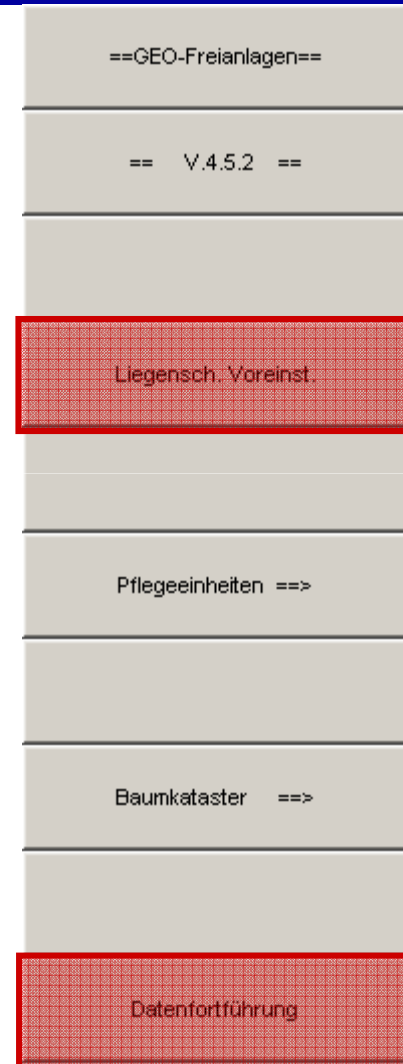 ==GEO-Freianlagen==
== V.4.5.2 ==
Liegensch. Voreinst.
Pflegeeinheiten ==>
Baumkataster ==>
Datenfortführung